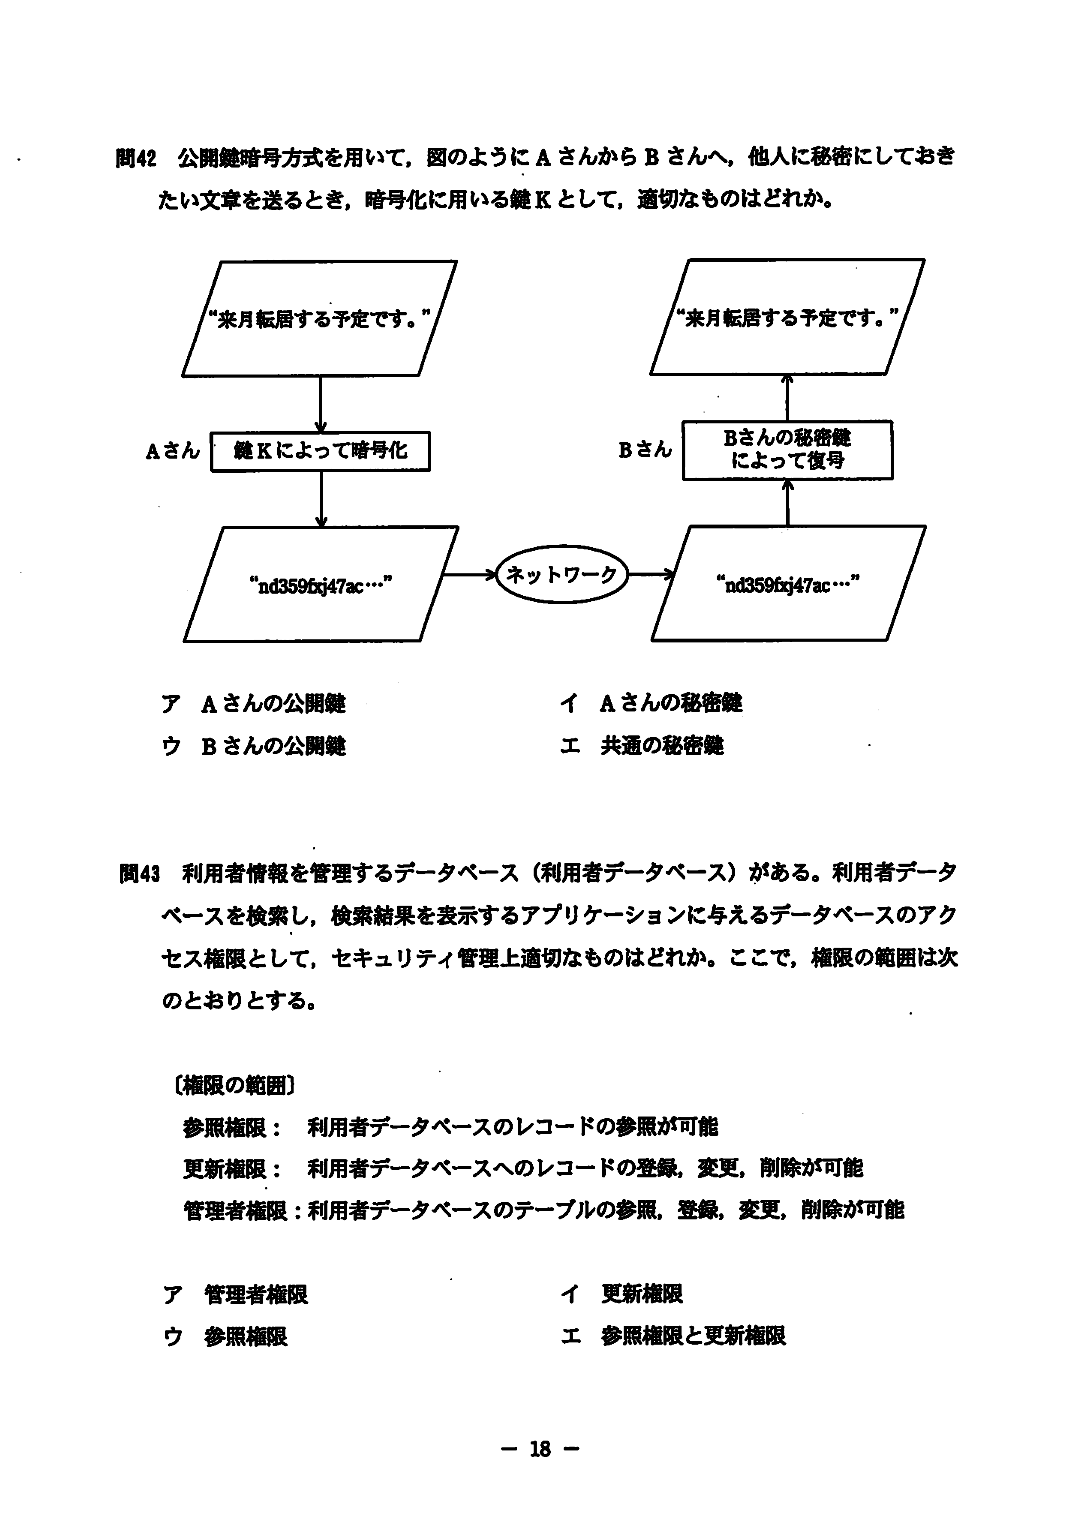 問42 公開鍵暗号方式を用いて，図のように A さんから B さんへ，他人に秘密にしておき
たい文章を送るとき，暗号化に用いる鍵 K として，適切なものはどれか。
“来月転居する予定です。” “来月転居する予定です。”
Aさん 鍵Kによって暗号化 Bさん Bさんの秘密鍵
によって復号
“nd359fxj47ac…” ネットワーク “nd359fxj47ac…”
ア A さんの公開鍵 イ A さんの秘密鍵
ウ B さんの公開鍵 エ 共通の秘密鍵
問43 利用者情報を管理するデータベース（利用者データベース）がある。利用者データ
ベースを検索し，検索結果を表示するアプリケーションに与えるデータベースのアク
セス権限として，セキュリティ管理上適切なものはどれか。ここで，権限の範囲は次
のとおりとする。
〔権限の範囲〕
参照権限： 利用者データベースのレコードの参照が可能
更新権限： 利用者データベースへのレコードの登録，変更，削除が可能
管理者権限：利用者データベースのテーブルの参照，登録，変更，削除が可能
ア 管理者権限 イ 更新権限
ウ 参照権限 エ 参照権限と更新権限
－ 18 －